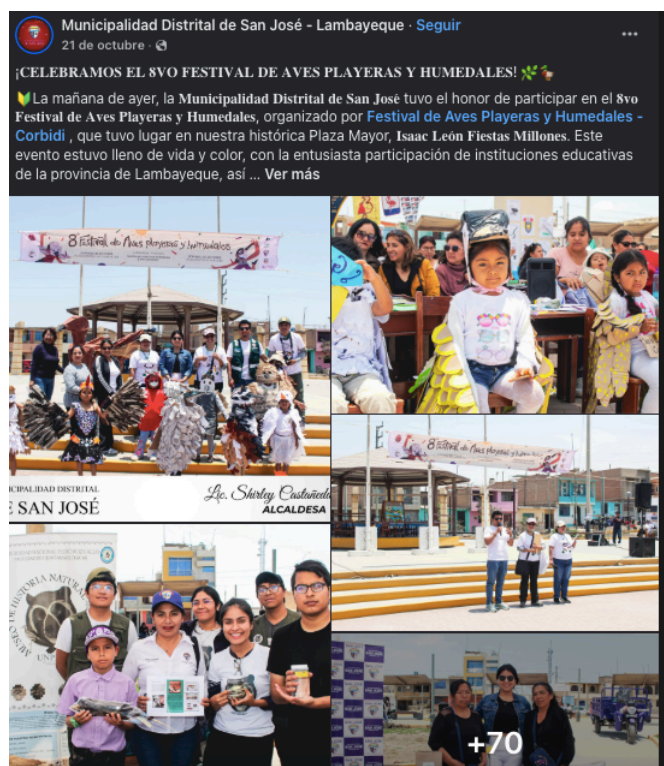 Municipalidad Distrital de San José - Lambayeque · Seguir
21 de octubre ·
¡CELEBRAMOS EL 8VO FESTIVAL DE AVES PLAYERAS Y HUMEDALES! 🌿🦆
🔰La mañana de ayer, la Municipalidad Distrital de San José tuvo el honor de participar en el 8vo
Festival de Aves Playeras y Humedales, organizado por Festival de Aves Playeras y Humedales -
Corbidi , que tuvo lugar en nuestra histórica Plaza Mayor, Isaac León Fiestas Millones. Este
evento estuvo lleno de vida y color, con la entusiasta participación de instituciones educativas
de la provincia de Lambayeque, así ... Ver más
8 Festival de Aves playeras y humedales
8 Festival de Aves playeras y
CIPALIDAD DISTRITAL
E SAN JOSÉ
Lic. Shirley Castañeda
ALCALDESA
MUSEO DE HISTORIA NATURAL
+70